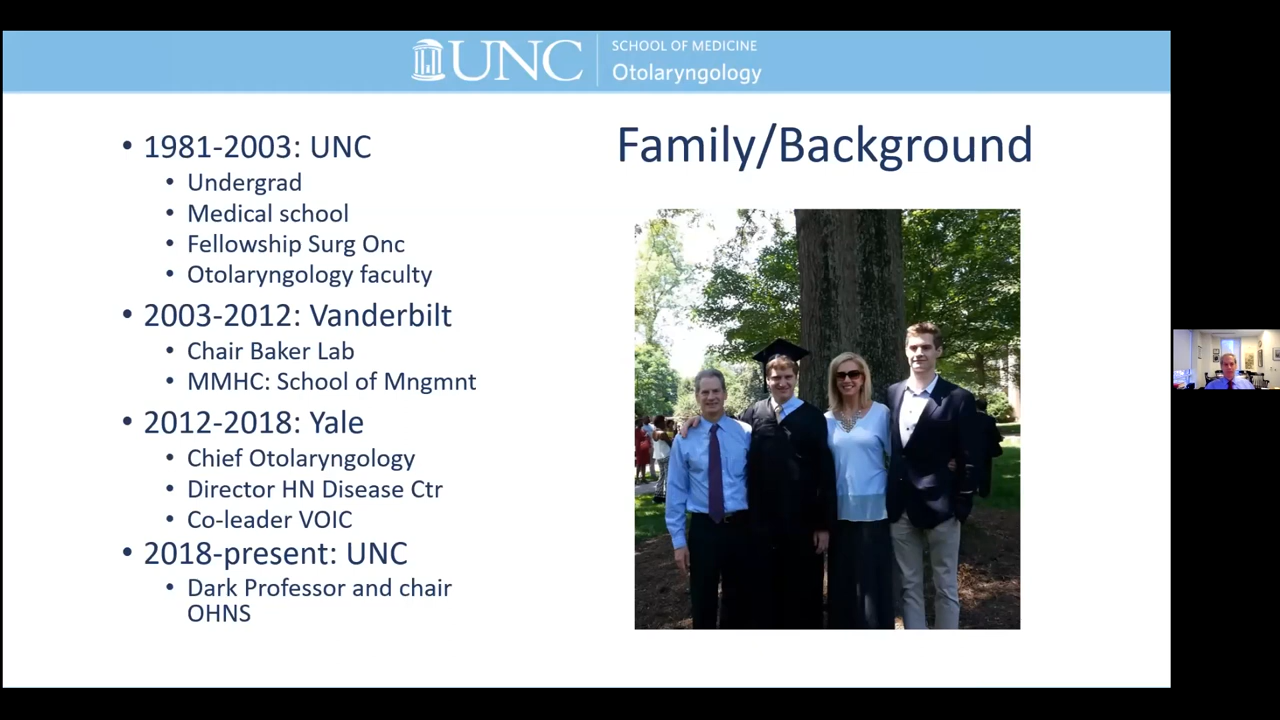 UNC
SCHOOL OF MEDICINE
Otolaryngology
Family/Background
• 1981-2003: UNC
• Undergrad
• Medical school
• Fellowship Surg Onc
• Otolaryngology faculty
• 2003-2012: Vanderbilt
• Chair Baker Lab
• MMHC: School of Mngmnt
• 2012-2018: Yale
• Chief Otolaryngology
• Director HN Disease Ctr
• Co-leader VOIC
• 2018-present: UNC
• Dark Professor and chair
OHNS